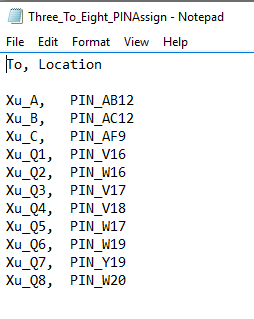 Three_To_Eight_PINAssign - Notepad
File Edit Format View Help
To, Location
Xu_A, PIN_AB12
Xu_B, PIN_AC12
Xu_C, PIN_AF9
Xu_Q1, PIN_V16
Xu_Q2, PIN_W16
Xu_Q3, PIN_V17
Xu_Q4, PIN_V18
Xu_Q5, PIN_W17
Xu_Q6, PIN_W19
Xu_Q7, PIN_Y19
Xu_Q8, PIN_W20